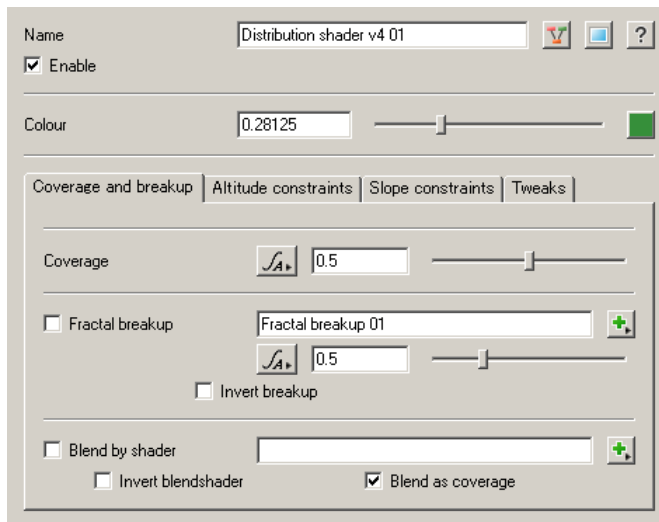 Name Distribution shader v4 01 ?
Enable
Colour 0.28125
Coverage and breakup Altitude constraints Slope constraints Tweaks
Coverage A 0.5
Fractal breakup Fractal breakup 01
A 0.5
Invert breakup
Blend by shader
Invert blendshader Blend as coverage